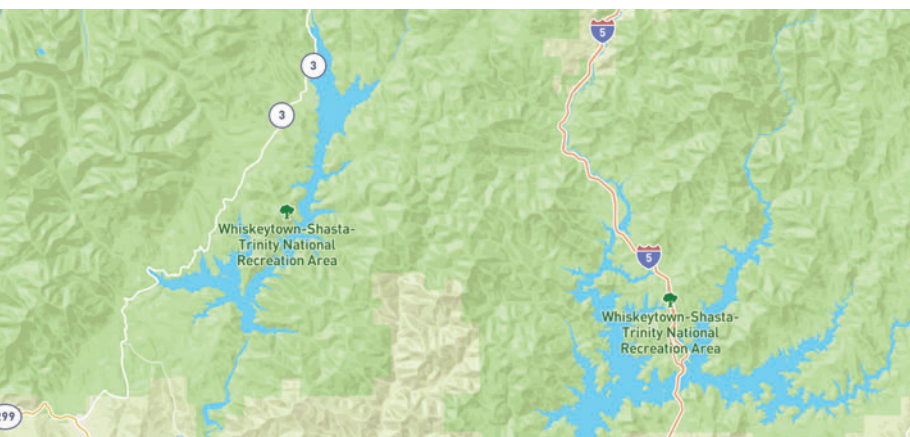 5
3
3
Whiskeytown-Shasta-
Trinity National
Recreation Area
5
Whiskeytown-Shasta-
Trinity National
Recreation Area
299